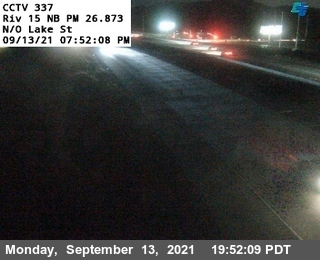 CCTV 337
Riv 15 NB PM 26.873
N/O Lake St
09/13/21 07:52:08 PM
Monday, September 13, 2021 19:52:09 PDT